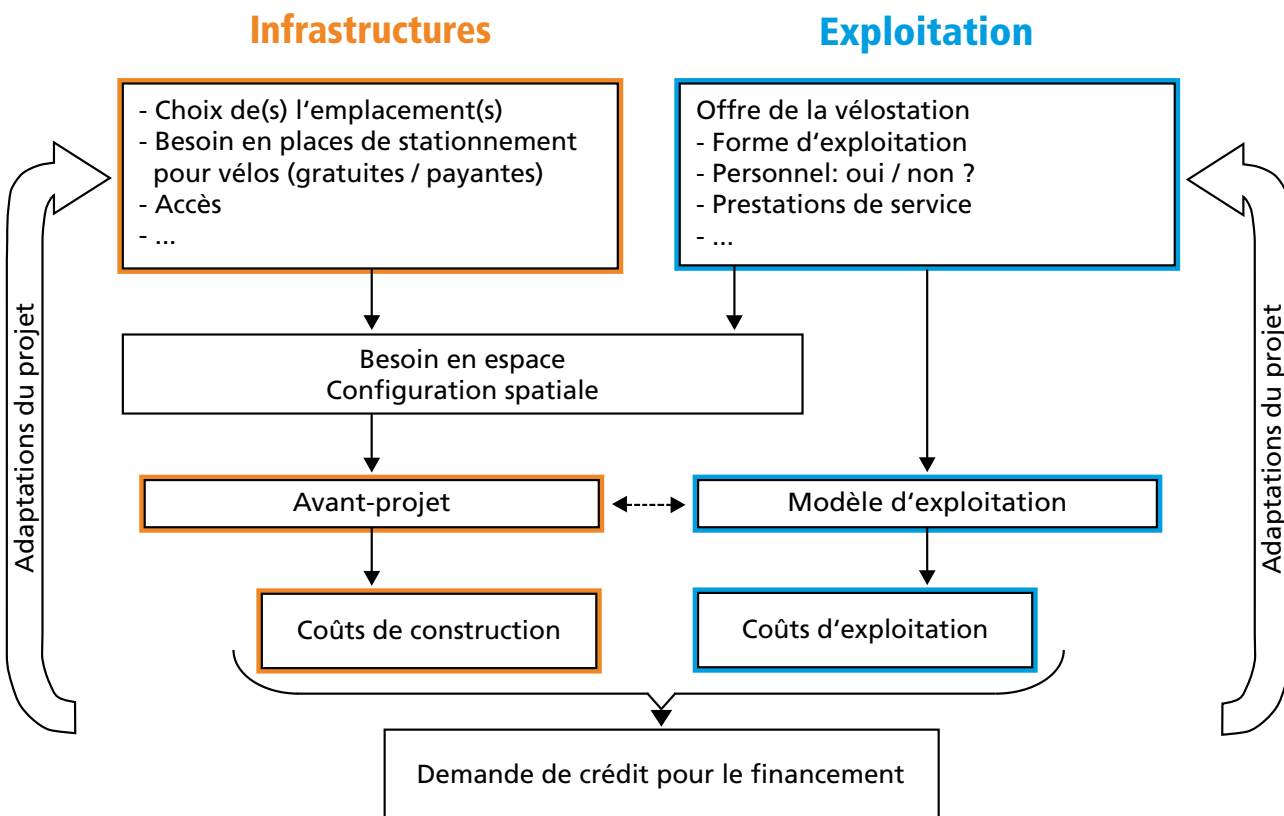 Infrastructures
Exploitation
- Choix de(s) l‘emplacement(s)
- Besoin en places de stationnement
pour vélos (gratuites / payantes)
- Accès
- ...
Offre de la vélostation
- Forme d‘exploitation
- Personnel: oui / non ?
- Prestations de service
- ...
Adaptations du projet
Adaptations du projet
Besoin en espace
Configuration spatiale
Avant-projet
Modèle d‘exploitation
Coûts de construction
Coûts d‘exploitation
Demande de crédit pour le financement